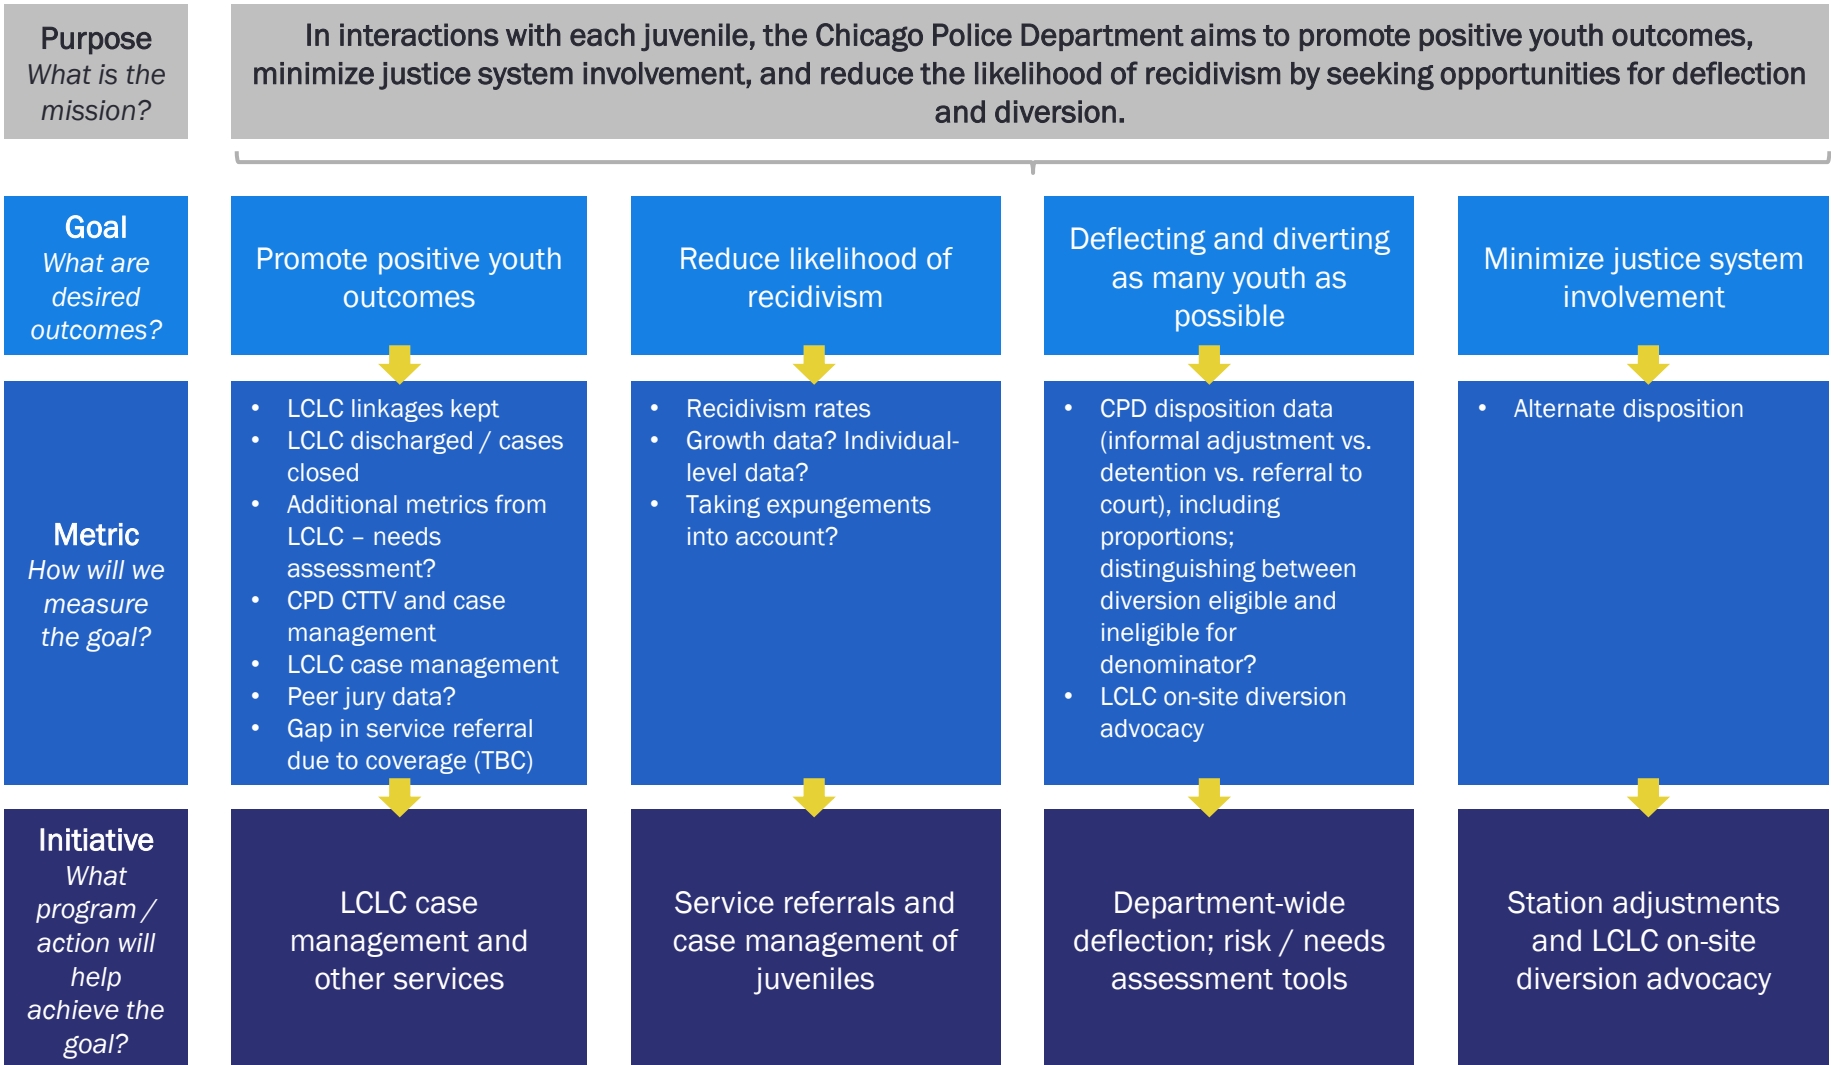 Purpose
What is the
mission?
In interactions with each juvenile, the Chicago Police Department aims to promote positive youth outcomes,
minimize justice system involvement, and reduce the likelihood of recidivism by seeking opportunities for deflection
and diversion.
Goal
What are
desired
outcomes?
Promote positive youth
outcomes
Reduce likelihood of
recidivism
Deflecting and diverting
as many youth as
possible
Minimize justice system
involvement
Metric
How will we
measure
the goal?
• LCLC linkages kept
• LCLC discharged / cases
closed
• Additional metrics from
LCLC – needs
assessment?
• CPD CTTV and case
management
• LCLC case management
• Peer jury data?
• Gap in service referral
due to coverage (TBC)
• Recidivism rates
• Growth data? Individual-
level data?
• Taking expungements
into account?
• CPD disposition data
(informal adjustment vs.
detention vs. referral to
court), including
proportions;
distinguishing between
diversion eligible and
ineligible for
denominator?
• LCLC on-site diversion
advocacy
• Alternate disposition
Initiative
What
program /
action will
help
achieve the
goal?
LCLC case
management and
other services
Service referrals and
case management of
juveniles
Department-wide
deflection; risk / needs
assessment tools
Station adjustments
and LCLC on-site
diversion advocacy